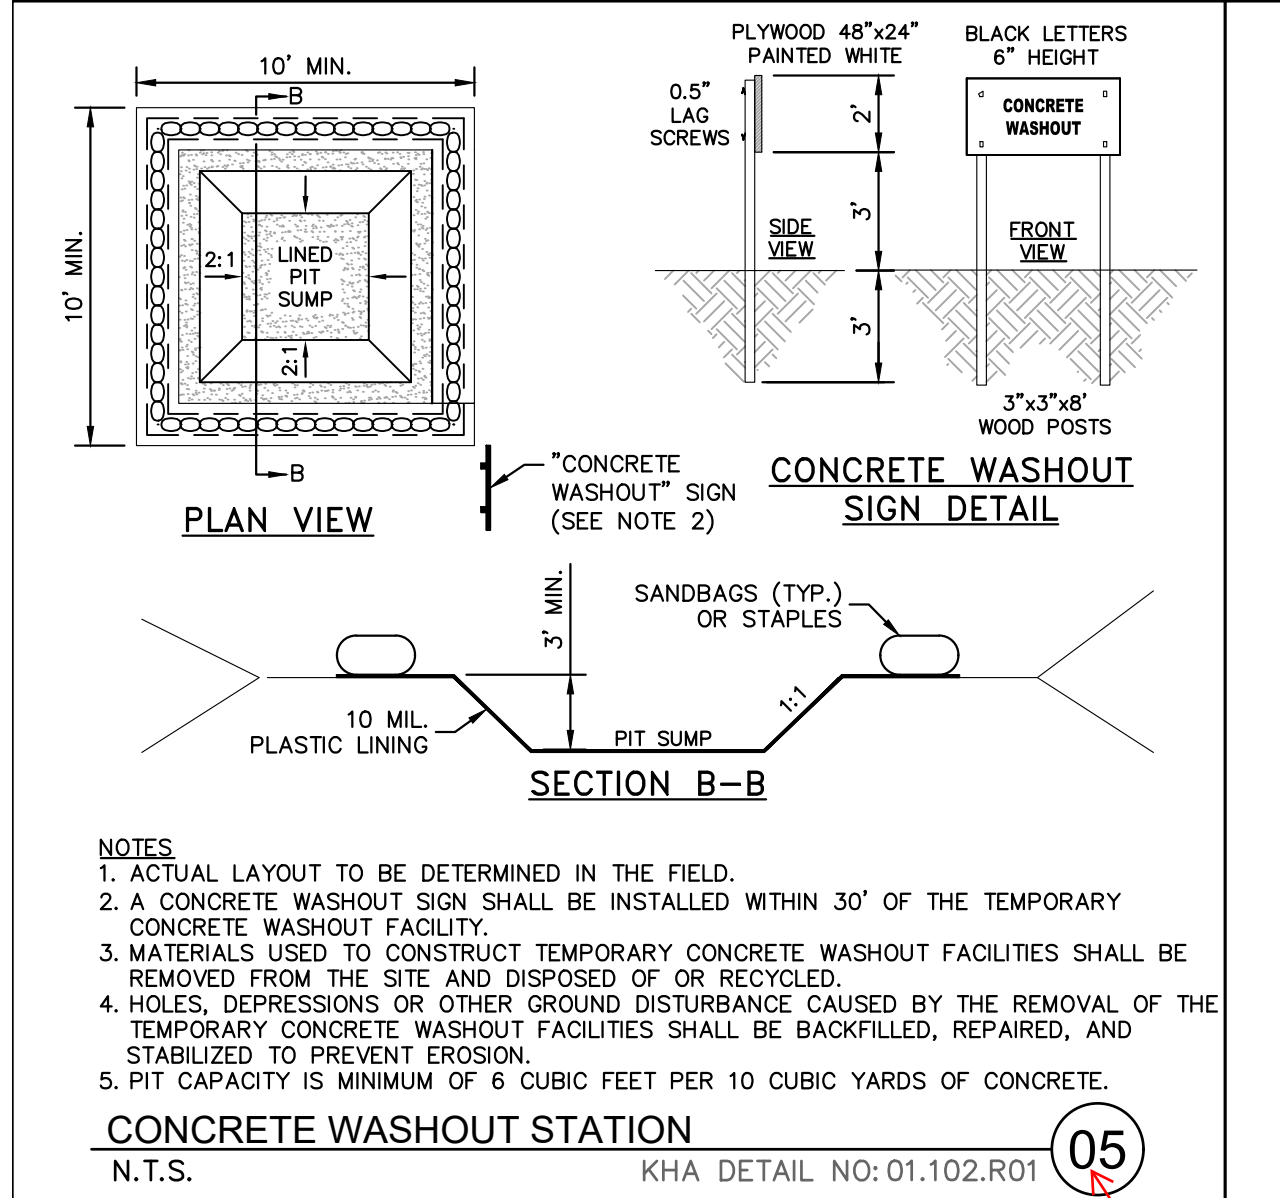 10' MIN.
B
10' MIN.
2:1
LINED
PIT
SUMP
2:1
B
PLAN VIEW
"CONCRETE
WASHOUT" SIGN
(SEE NOTE 2)
PLYWOOD 48"x24"
PAINTED WHITE
BLACK LETTERS
6" HEIGHT
0.5"
LAG
SCREWS
2'
CONCRETE
WASHOUT
3'
SIDE
VIEW
FRONT
VIEW
3'
3"x3"x8'
WOOD POSTS
CONCRETE WASHOUT
SIGN DETAIL
3' MIN.
SANDBAGS (TYP.)
OR STAPLES
10 MIL.
PLASTIC LINING
1:1
PIT SUMP
SECTION B-B
NOTES
1. ACTUAL LAYOUT TO BE DETERMINED IN THE FIELD.
2. A CONCRETE WASHOUT SIGN SHALL BE INSTALLED WITHIN 30' OF THE TEMPORARY
CONCRETE WASHOUT FACILITY.
3. MATERIALS USED TO CONSTRUCT TEMPORARY CONCRETE WASHOUT FACILITIES SHALL BE
REMOVED FROM THE SITE AND DISPOSED OF OR RECYCLED.
4. HOLES, DEPRESSIONS OR OTHER GROUND DISTURBANCE CAUSED BY THE REMOVAL OF THE
TEMPORARY CONCRETE WASHOUT FACILITIES SHALL BE BACKFILLED, REPAIRED, AND
STABILIZED TO PREVENT EROSION.
5. PIT CAPACITY IS MINIMUM OF 6 CUBIC FEET PER 10 CUBIC YARDS OF CONCRETE.
CONCRETE WASHOUT STATION
05
N.T.S.
KHA DETAIL NO: 01.102.R01